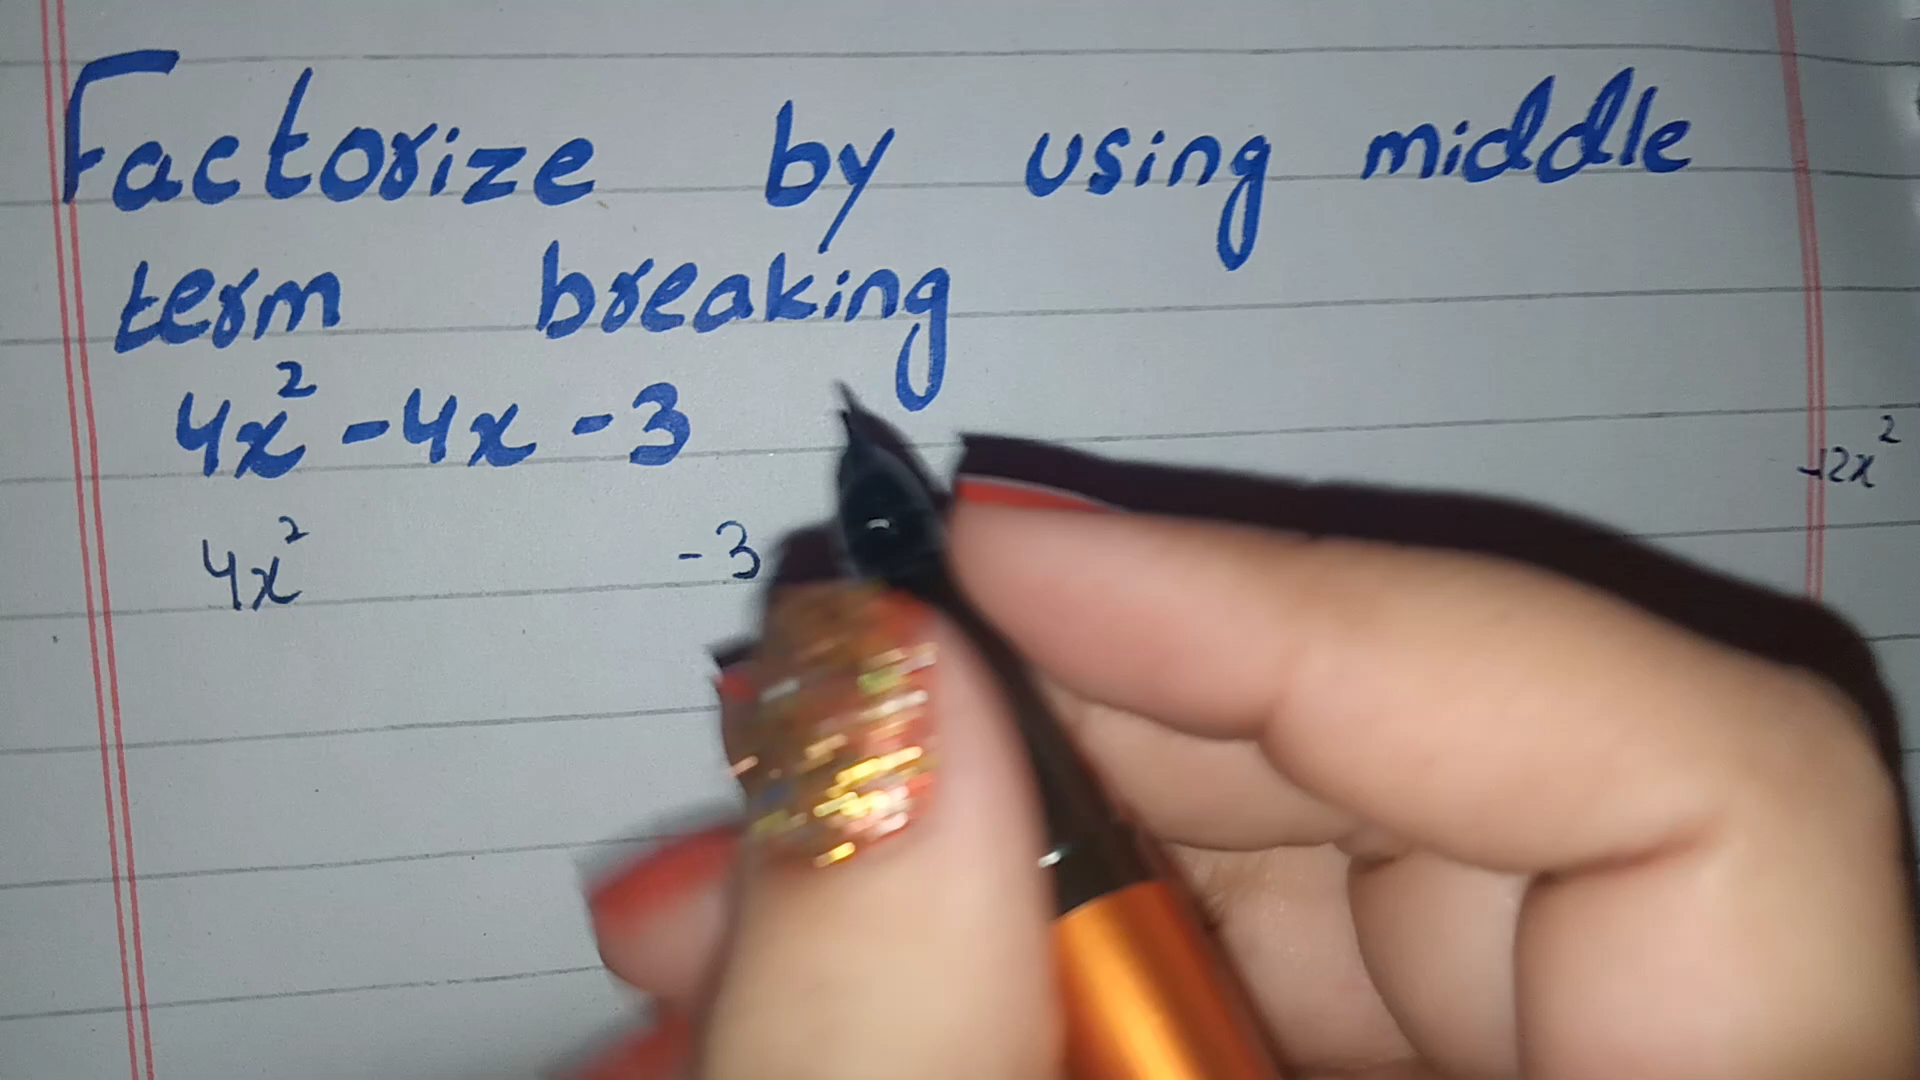 Factorize by using middle
term breaking
4x² -4x -3
-12x²
4x² -3